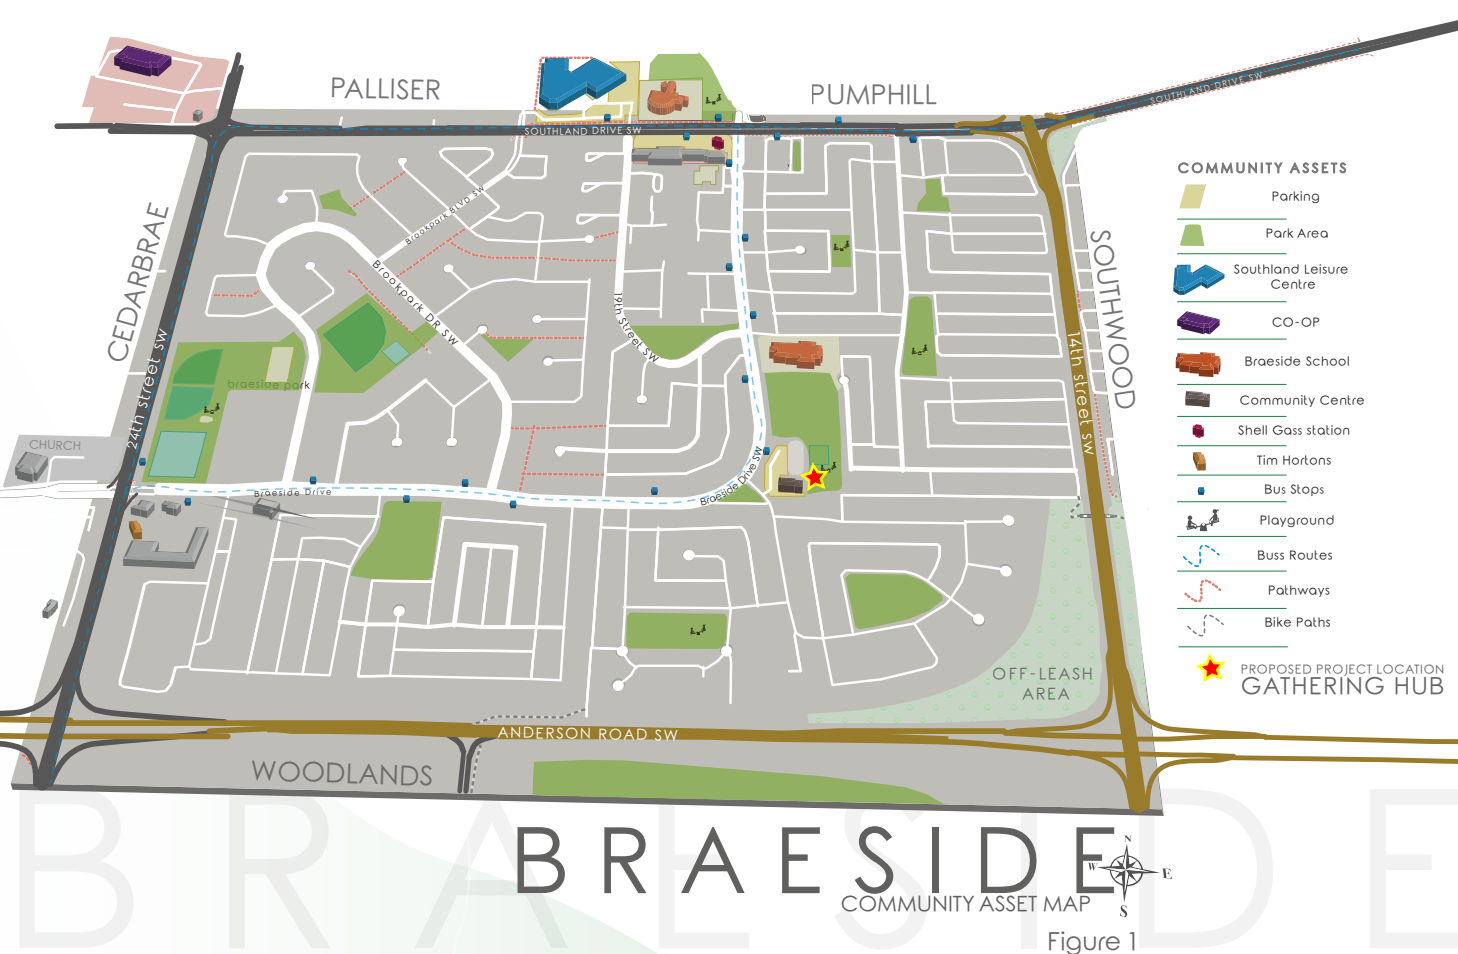 PALLISER
PUMPHILL
SOUTHLAND DRIVE SW
SOUTHLAND DRIVE SW
CEDARBRAE
SOUTHWOOD
Brookpark BLVD SW
Brookpark DR SW
19th Street SW
24th street SW
14th street SW
braeside park
CHURCH
Braeside Drive
Braeside Drive SW
OFF-LEASH
AREA
ANDERSON ROAD SW
WOODLANDS
COMMUNITY ASSETS
Parking
Park Area
Southland Leisure
Centre
CO-OP
Braeside School
Community Centre
Shell Gass station
Tim Hortons
Bus Stops
Playground
Buss Routes
Pathways
Bike Paths
PROPOSED PROJECT LOCATION
GATHERING HUB
BRAESIDE
BRAESIDE
COMMUNITY ASSET MAP
N
W
E
S
Figure 1